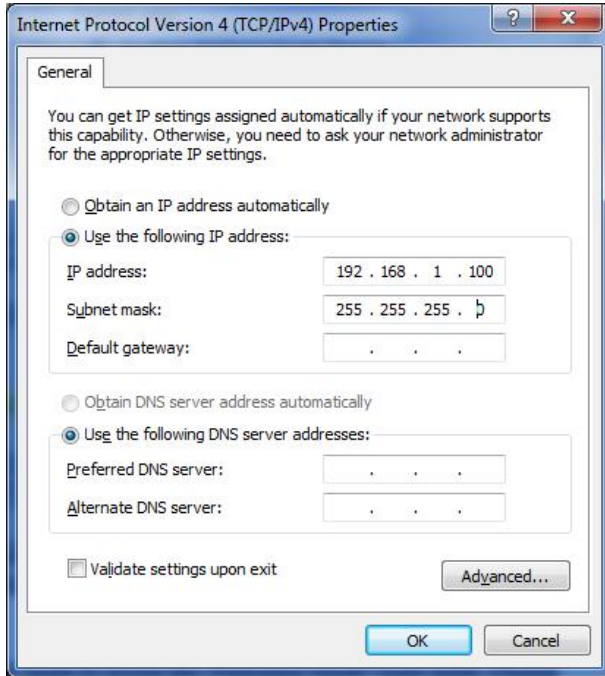 Internet Protocol Version 4 (TCP/IPv4) Properties
General
You can get IP settings assigned automatically if your network supports
this capability. Otherwise, you need to ask your network administrator
for the appropriate IP settings.
Obtain an IP address automatically
Use the following IP address:
IP address: 192 . 168 . 1 . 100
Subnet mask: 255 . 255 . 255 . 0
Default gateway: . . .
Obtain DNS server address automatically
Use the following DNS server addresses:
Preferred DNS server: . . .
Alternate DNS server: . . .
Validate settings upon exit
Advanced...
OK Cancel